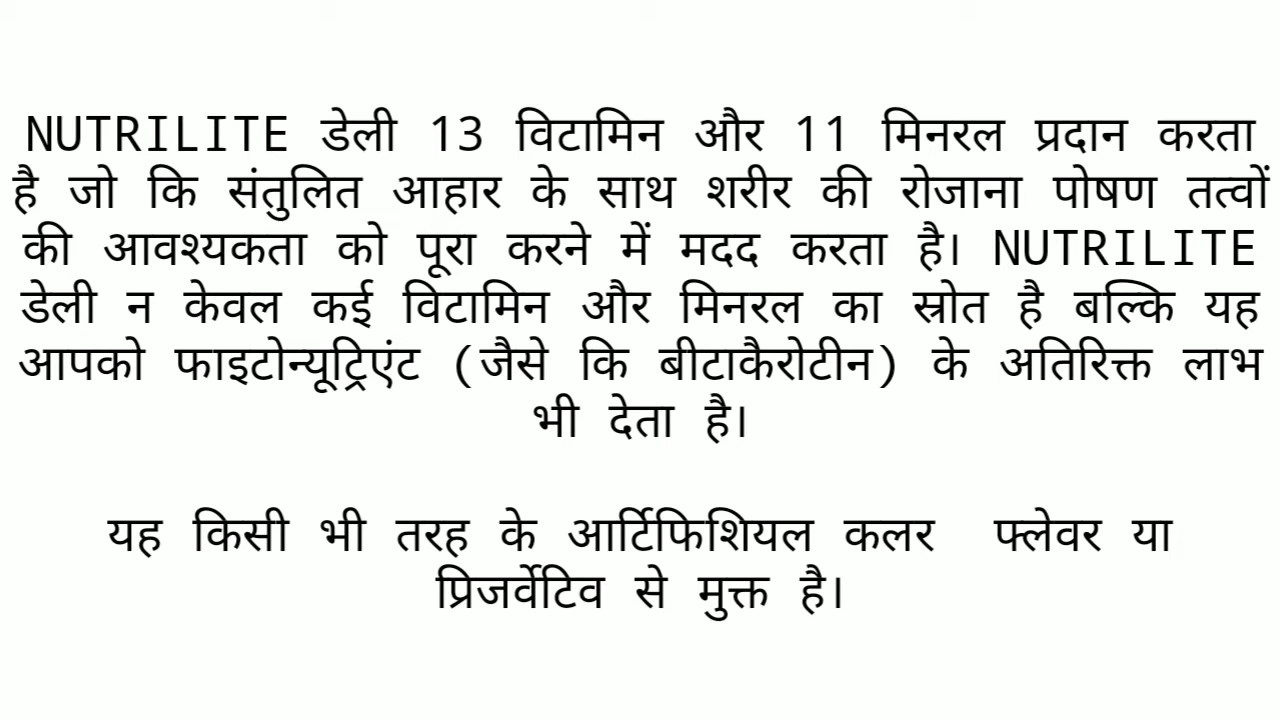 NUTRILITE डेली 13 विटामिन और 11 मिनरल प्रदान करता
है जो कि संतुलित आहार के साथ शरीर की रोजाना पोषण तत्वों
की आवश्यकता को पूरा करने में मदद करता है। NUTRILITE
डेली न केवल कई विटामिन और मिनरल का स्रोत है बल्कि यह
आपको फाइटोन्यूट्रिएंट (जैसे कि बीटाकैरोटीन) के अतिरिक्त लाभ
भी देता है।
यह किसी भी तरह के आर्टिफिशियल कलर फ्लेवर या
प्रिजर्वेटिव से मुक्त है।